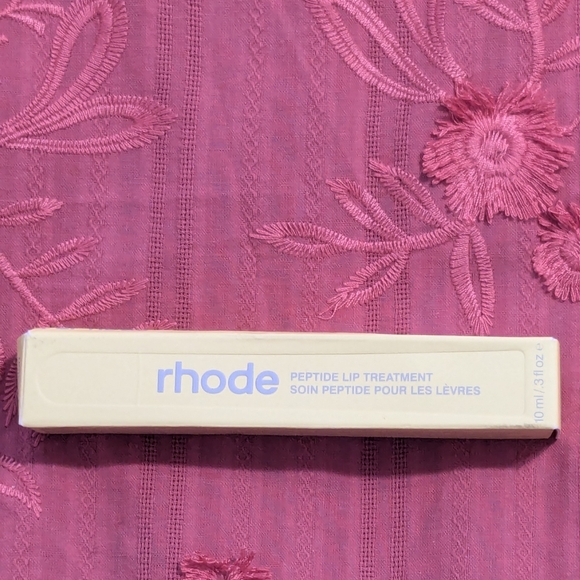 rhode
PEPTIDE LIP TREATMENT
SOIN PEPTIDE POUR LES LÈVRES
10 ml / .3 fl oz e